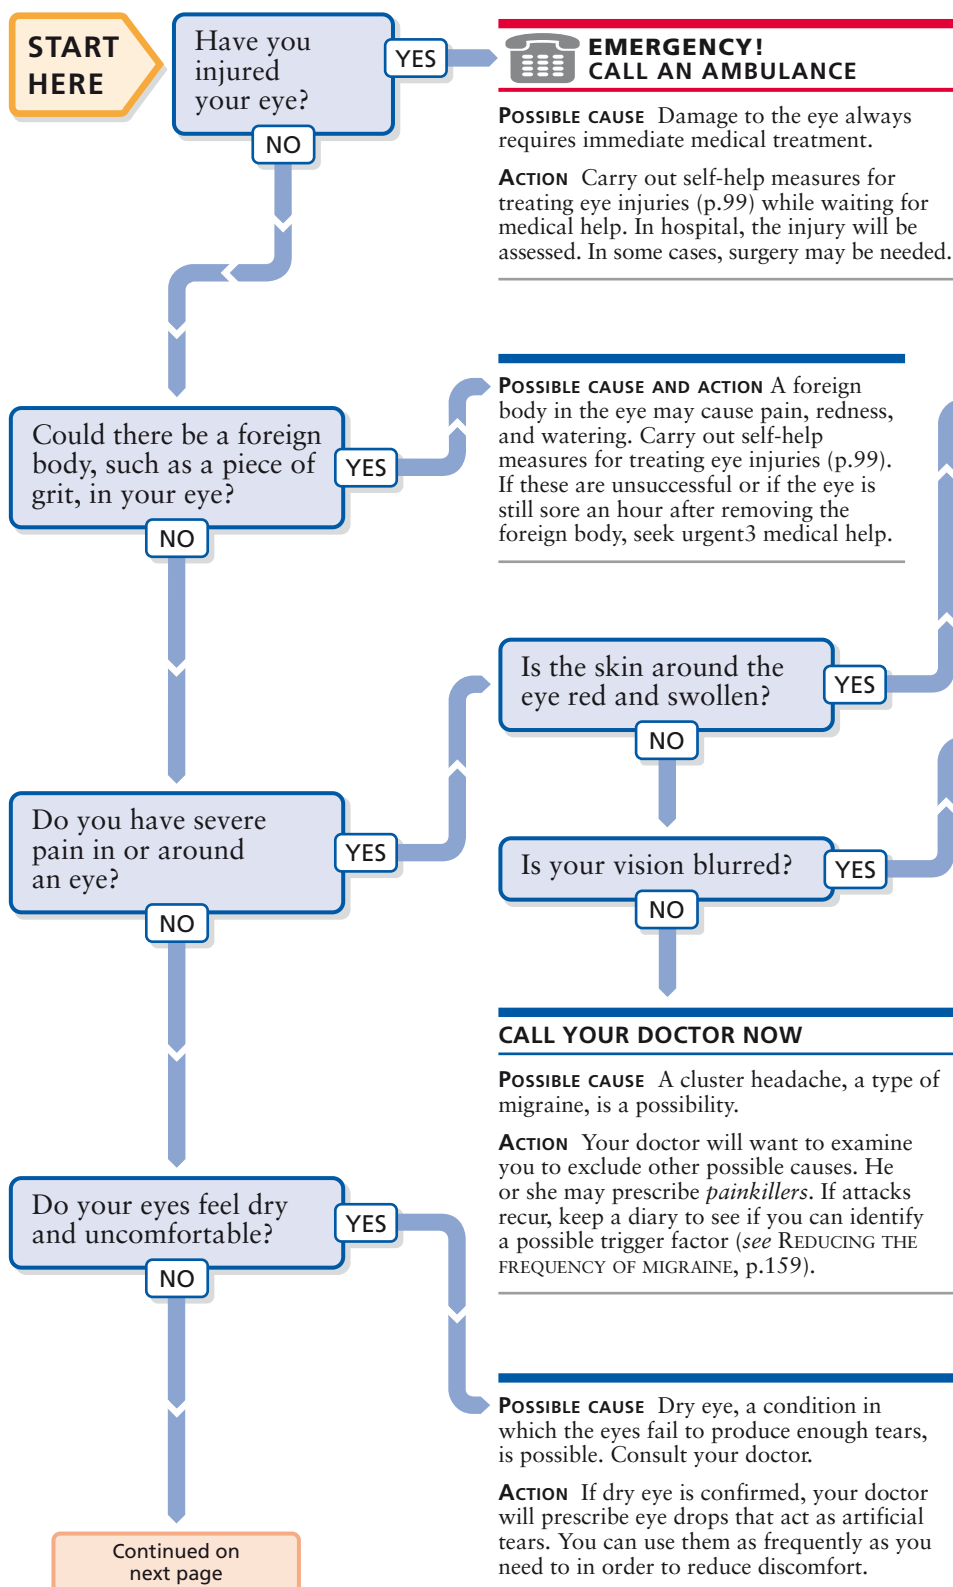 START
HERE
Have you
injured
your eye?
YES
NO
EMERGENCY!
CALL AN AMBULANCE
POSSIBLE CAUSE Damage to the eye always
requires immediate medical treatment.
ACTION Carry out self-help measures for
treating eye injuries (p.99) while waiting for
medical help. In hospital, the injury will be
assessed. In some cases, surgery may be needed.
Could there be a foreign
body, such as a piece of
grit, in your eye?
YES
NO
POSSIBLE CAUSE AND ACTION A foreign
body in the eye may cause pain, redness,
and watering. Carry out self-help
measures for treating eye injuries (p.99).
If these are unsuccessful or if the eye is
still sore an hour after removing the
foreign body, seek urgent3 medical help.
Do you have severe
pain in or around
an eye?
YES
NO
Is the skin around the
eye red and swollen?
YES
NO
Is your vision blurred?
YES
NO
CALL YOUR DOCTOR NOW
POSSIBLE CAUSE A cluster headache, a type of
migraine, is a possibility.
ACTION Your doctor will want to examine
you to exclude other possible causes. He
or she may prescribe painkillers. If attacks
recur, keep a diary to see if you can identify
a possible trigger factor (see REDUCING THE
FREQUENCY OF MIGRAINE, p.159).
Do your eyes feel dry
and uncomfortable?
YES
NO
POSSIBLE CAUSE Dry eye, a condition in
which the eyes fail to produce enough tears,
is possible. Consult your doctor.
ACTION If dry eye is confirmed, your doctor
will prescribe eye drops that act as artificial
tears. You can use them as frequently as you
need to in order to reduce discomfort.
Continued on
next page